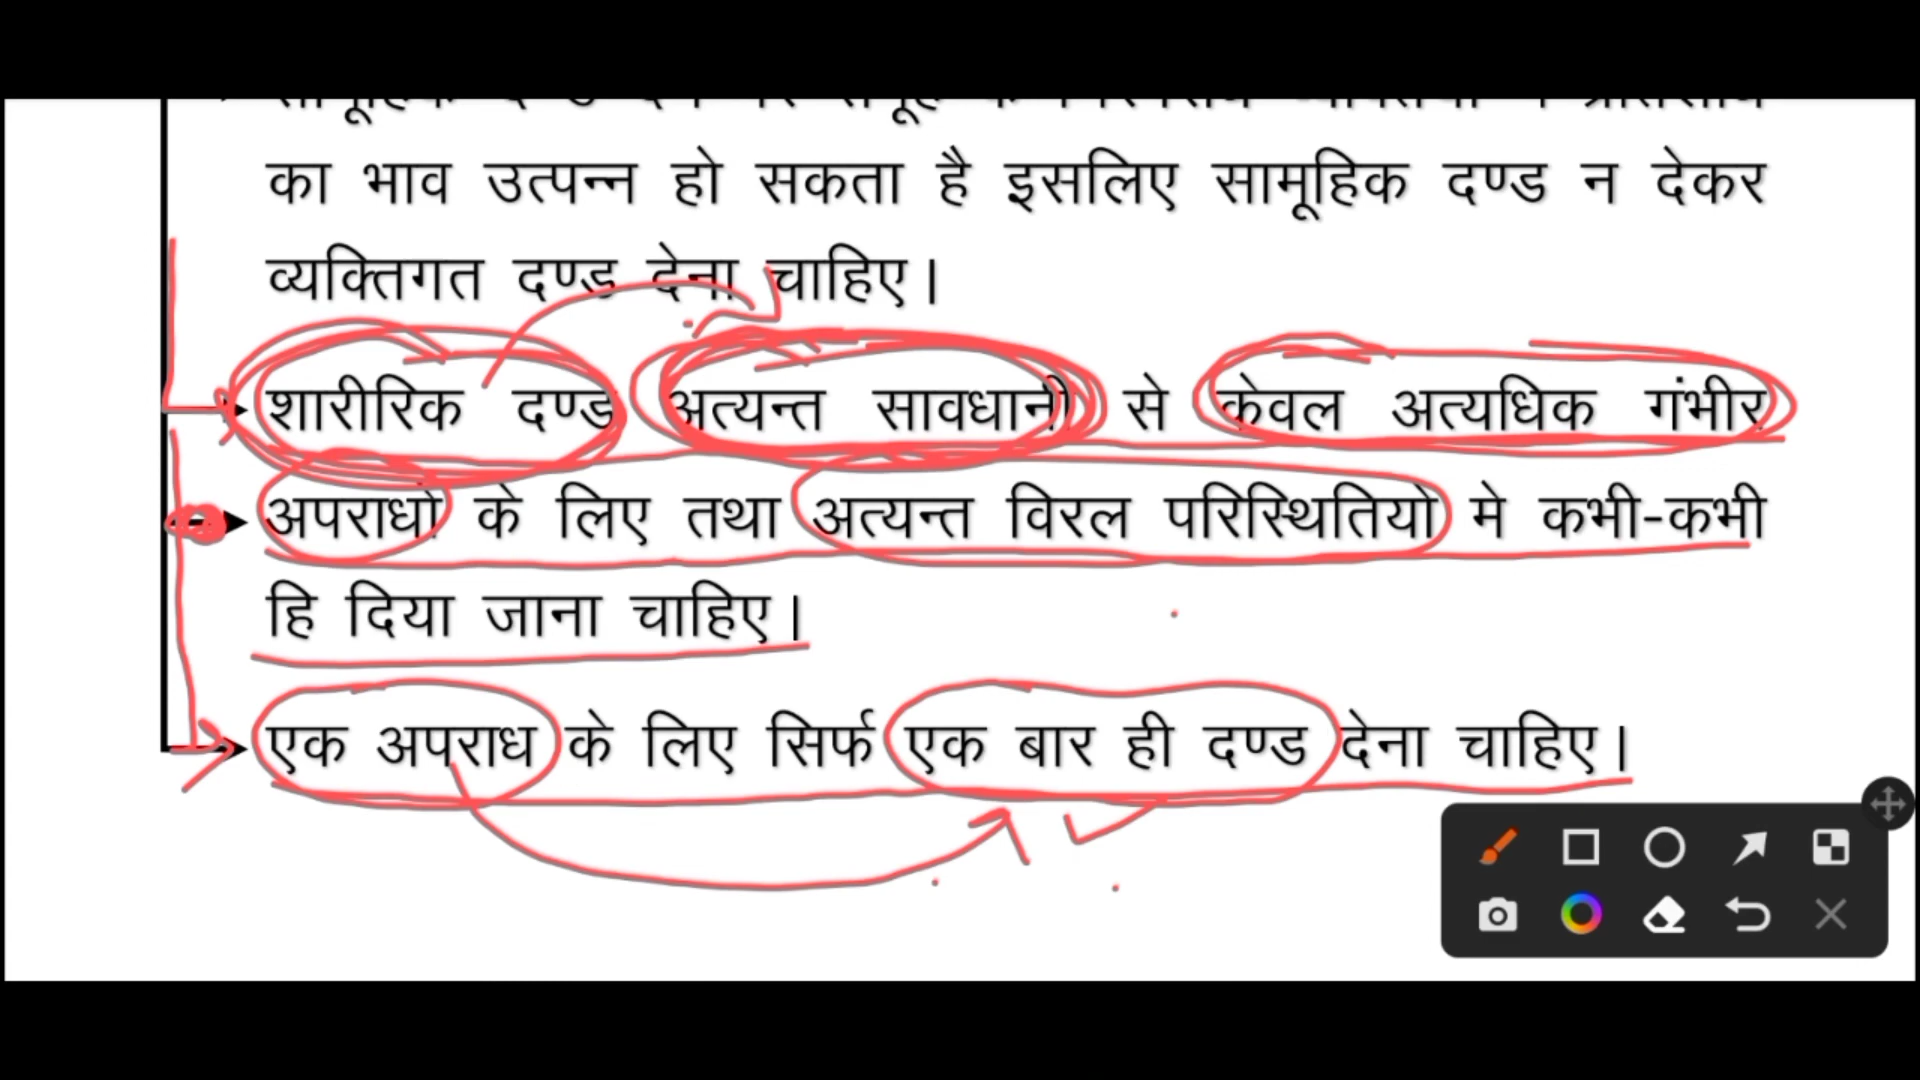 का भाव उत्पन्न हो सकता है इसलिए सामूहिक दण्ड न देकर
व्यक्तिगत दण्ड देना चाहिए।
शारीरिक दण्ड अत्यन्त सावधानी से केवल अत्यधिक गंभीर
अपराधो के लिए तथा अत्यन्त विरल परिस्थितियो मे कभी-कभी
हि दिया जाना चाहिए।
एक अपराध के लिए सिर्फ एक बार ही दण्ड देना चाहिए।